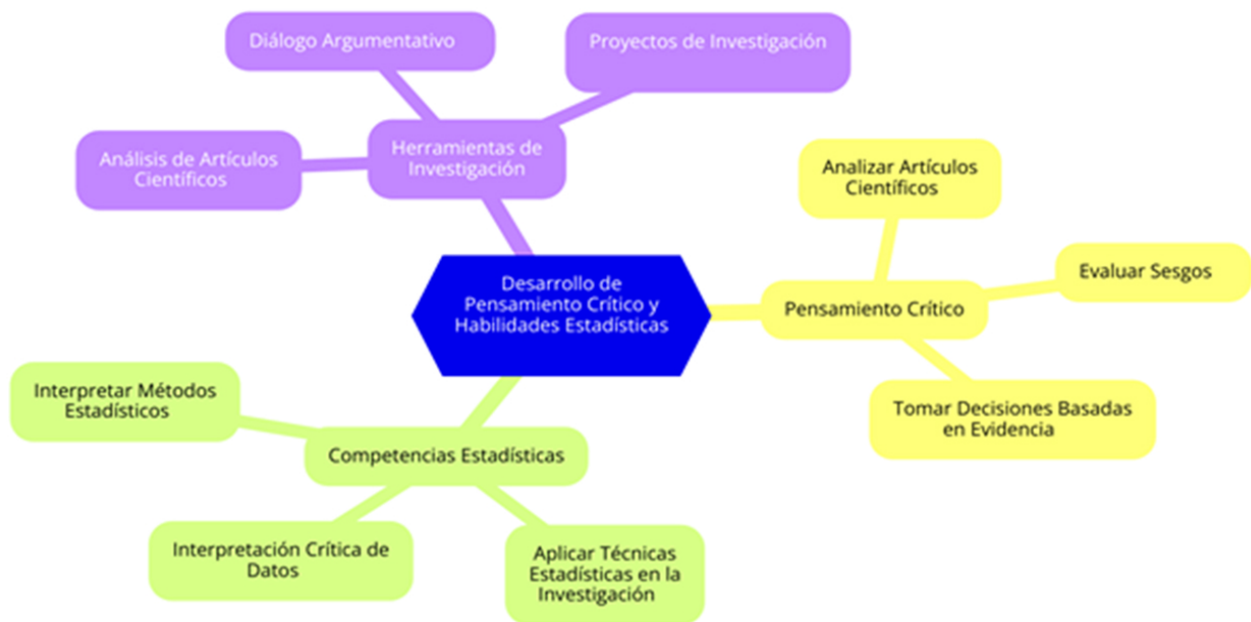 Diálogo Argumentativo
Proyectos de Investigación
Análisis de Artículos
Científicos
Herramientas de
Investigación
Analizar Artículos
Científicos
Evaluar Sesgos
Pensamiento Crítico
Tomar Decisiones Basadas
en Evidencia
Desarrollo de
Pensamiento Crítico y
Habilidades Estadísticas
Interpretar Métodos
Estadísticos
Competencias Estadísticas
Interpretación Crítica de
Datos
Aplicar Técnicas
Estadísticas en la
Investigación